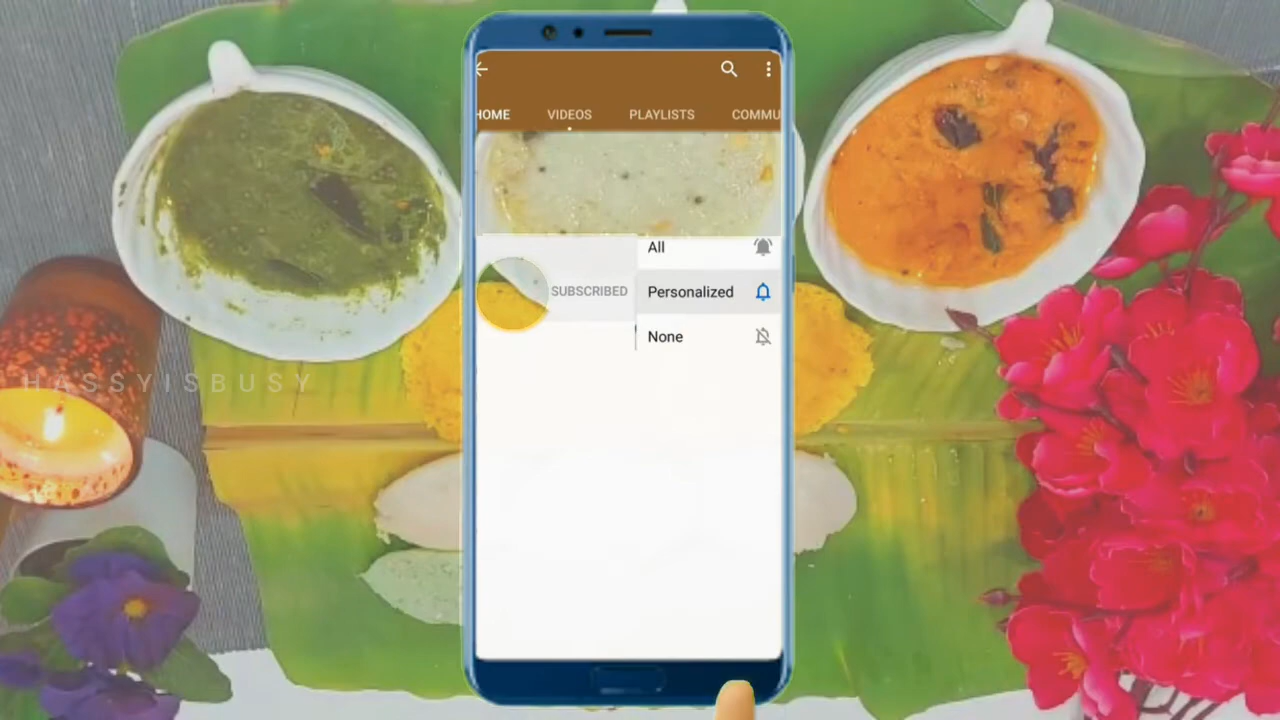 HOME VIDEOS PLAYLISTS COMMU
All
SUBSCRIBED Personalized
None
HASSYISBUSY